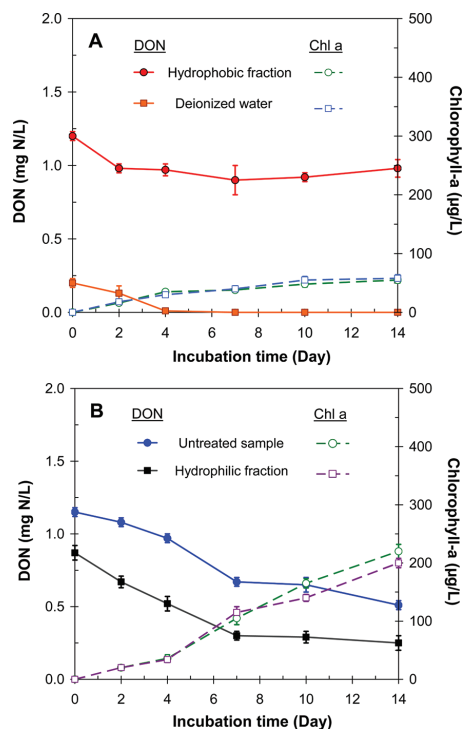 A
DON
Chl a
Hydrophobic fraction
Deionized water
2.0
1.5
1.0
0.5
0.0
DON (mg N/L)
500
400
300
200
100
0
Chlorophyll-a (µg/L)
0 2 4 6 8 10 12 14
Incubation time (Day)
B
DON
Chl a
Untreated sample
Hydrophilic fraction
2.0
1.5
1.0
0.5
0.0
DON (mg N/L)
500
400
300
200
100
0
Chlorophyll-a (µg/L)
0 2 4 6 8 10 12 14
Incubation time (Day)